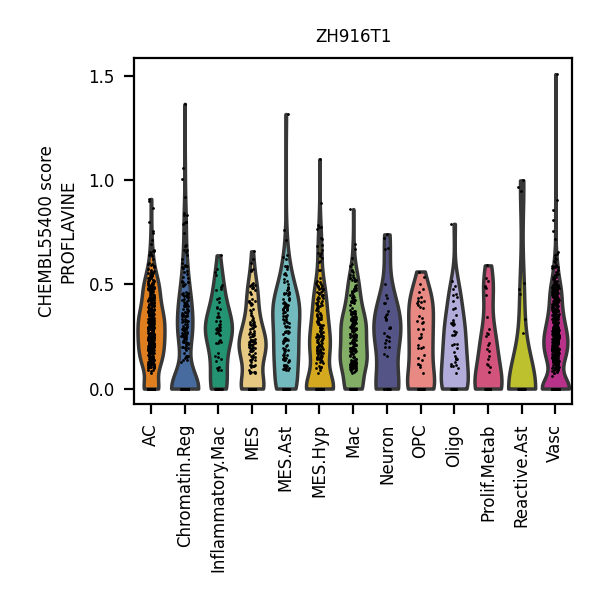 ZH916T1
CHEMBL55400 score
PROFLAVINE
1.5
1.0
0.5
0.0
AC
Chromatin.Reg
Inflammatory.Mac
MES
MES.Ast
MES.Hyp
Mac
Neuron
OPC
Oligo
Prolif.Metab
Reactive.Ast
Vasc